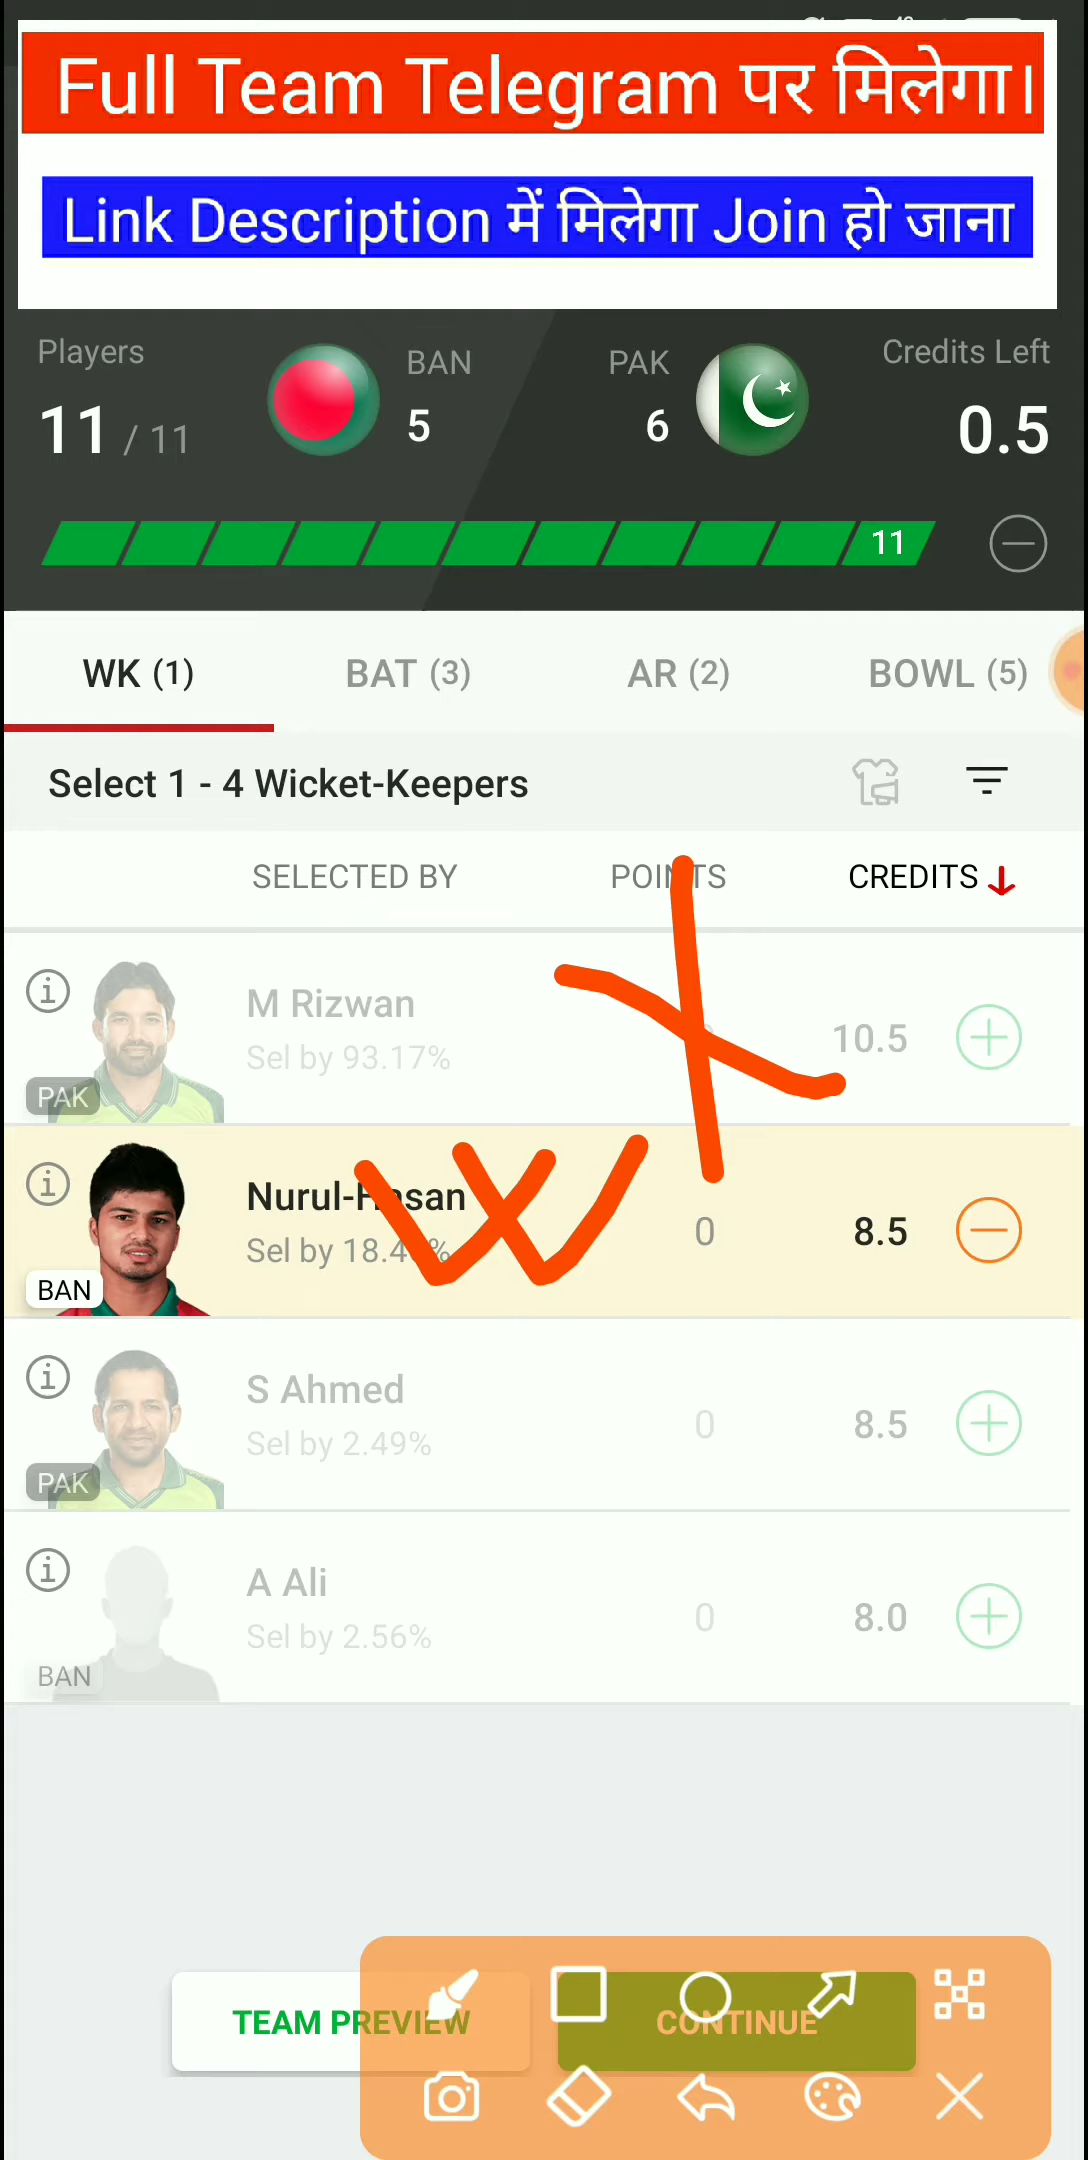 Full Team Telegram पर मिलेगा।
Link Description में मिलेगा Join हो जाना
Players
BAN
PAK
Credits Left
11 / 11
5
6
0.5
11
WK (1)
BAT (3)
AR (2)
BOWL (5)
Select 1 - 4 Wicket-Keepers
SELECTED BY
POINTS
CREDITS
M Rizwan
Sel by 93.17%
10.5
PAK
Nurul-Hasan
0
8.5
BAN
S Ahmed
Sel by 2.49%
0
8.5
PAK
A Ali
Sel by 2.56%
0
8.0
BAN
TEAM PREVIEW
CONTINUE